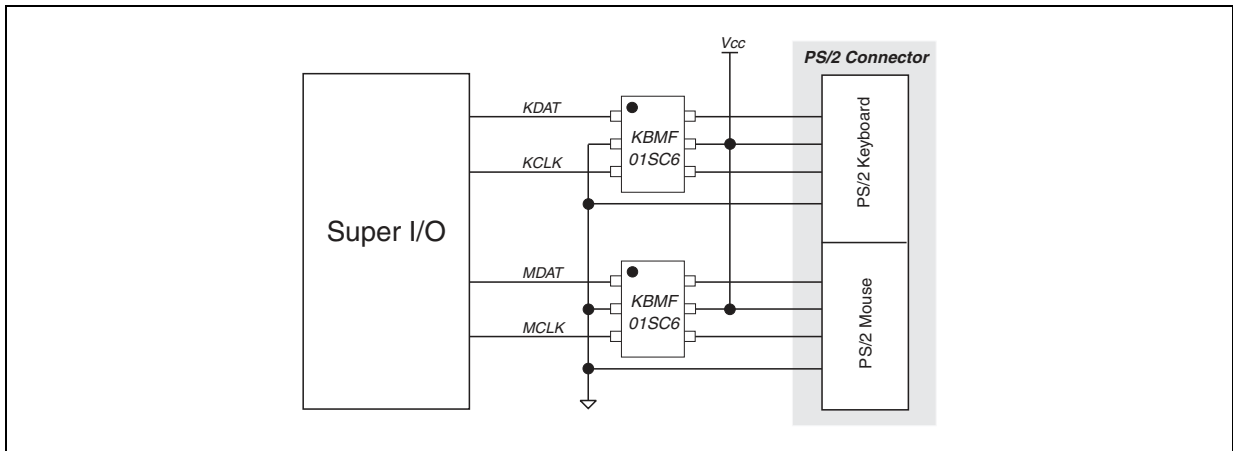 Vcc
PS/2 Connector
KDAT
KBMF
01SC6
KCLK
PS/2 Keyboard
Super I/O
MDAT
KBMF
01SC6
MCLK
PS/2 Mouse